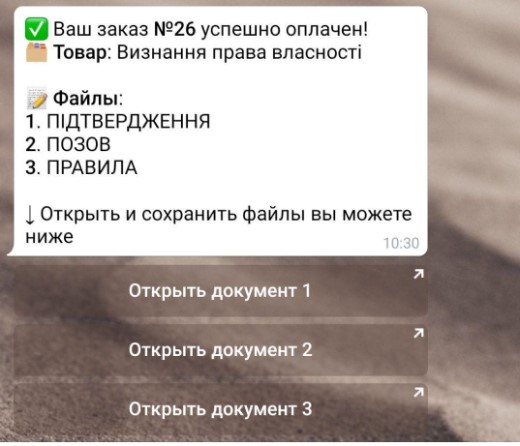 ✅ Ваш заказ №26 успешно оплачен!
🗂 Товар: Визнання права власності
📝 Файлы:
1. ПІДТВЕРДЖЕННЯ
2. ПОЗОВ
3. ПРАВИЛА
↓ Открыть и сохранить файлы вы можете
ниже
10:30
Открыть документ 1
Открыть документ 2
Открыть документ 3